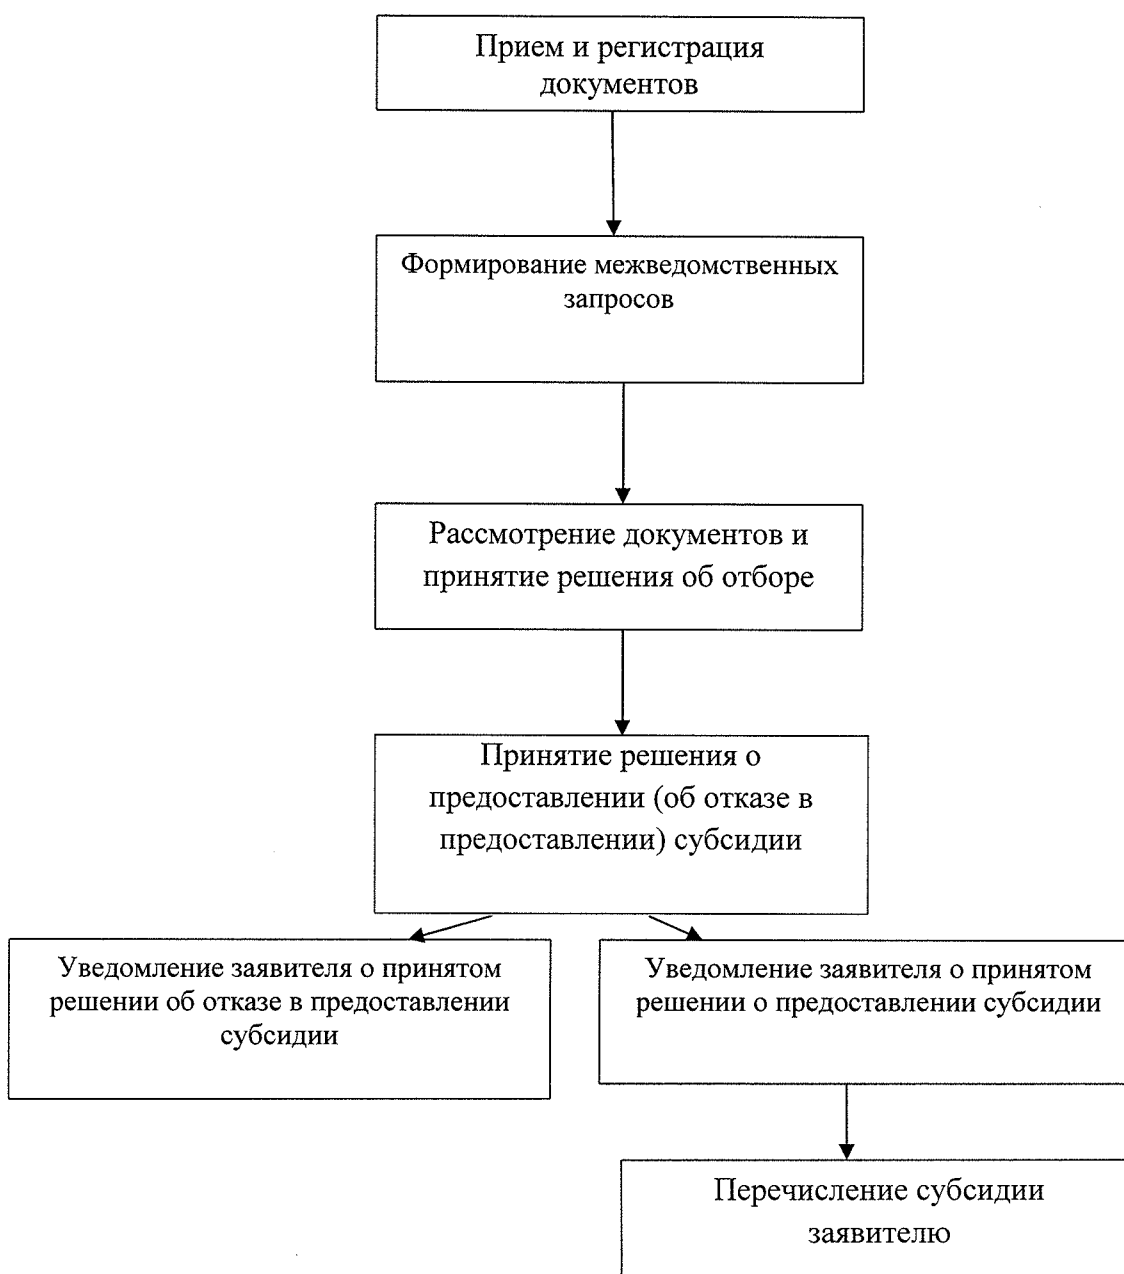 Прием и регистрация
документов
Формирование межведомственных
запросов
Рассмотрение документов и
принятие решения об отборе
Принятие решения о
предоставлении (об отказе в
предоставлении) субсидии
Уведомление заявителя о принятом
решении об отказе в предоставлении
субсидии
Уведомление заявителя о принятом
решении о предоставлении субсидии
Перечисление субсидии
заявителю